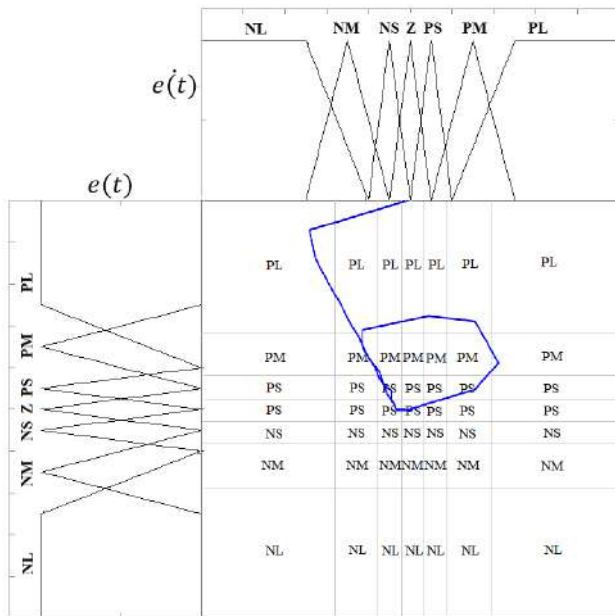 NL NM NS Z PS PM PL
ė(t)
e(t)
PL
PM
PS
Z
NS
NM
NL
PL PL PL PL PL PL PL
PM PM PM PM PM PM PM
PS PS PS PS PS PS PS
PS PS PS PS PS PS PS
NS NS NS NS NS NS NS
NM NM NM NM NM NM NM
NL NL NL NL NL NL NL